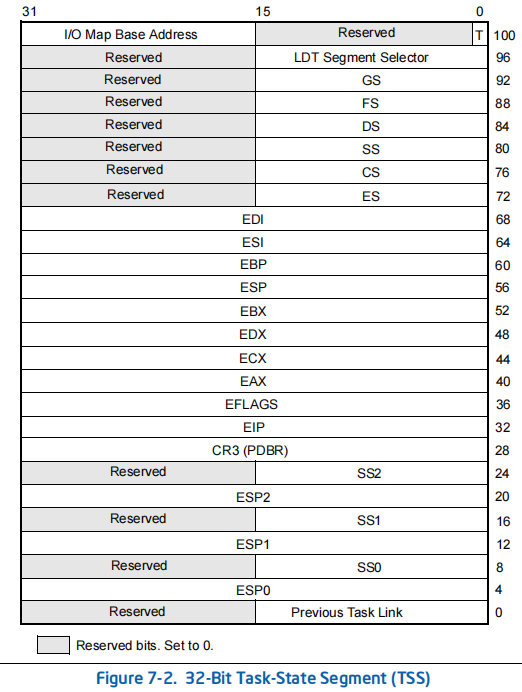 31 15 0
I/O Map Base Address Reserved T 100
Reserved LDT Segment Selector 96
Reserved GS 92
Reserved FS 88
Reserved DS 84
Reserved SS 80
Reserved CS 76
Reserved ES 72
EDI 68
ESI 64
EBP 60
ESP 56
EBX 52
EDX 48
ECX 44
EAX 40
EFLAGS 36
EIP 32
CR3 (PDBR) 28
Reserved SS2 24
ESP2 20
Reserved SS1 16
ESP1 12
Reserved SS0 8
ESP0 4
Reserved Previous Task Link 0
Reserved bits. Set to 0.
Figure 7-2. 32-Bit Task-State Segment (TSS)